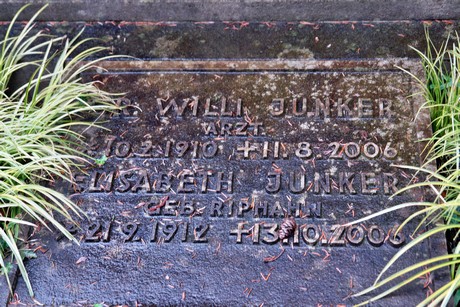 DR. WILLI JUNKER
ARZT
* 10.2.1910 +11.8.2006
ELISABETH JUNKER
GEB. RIPHAHN
* 21.9.1912 +13.10.2006